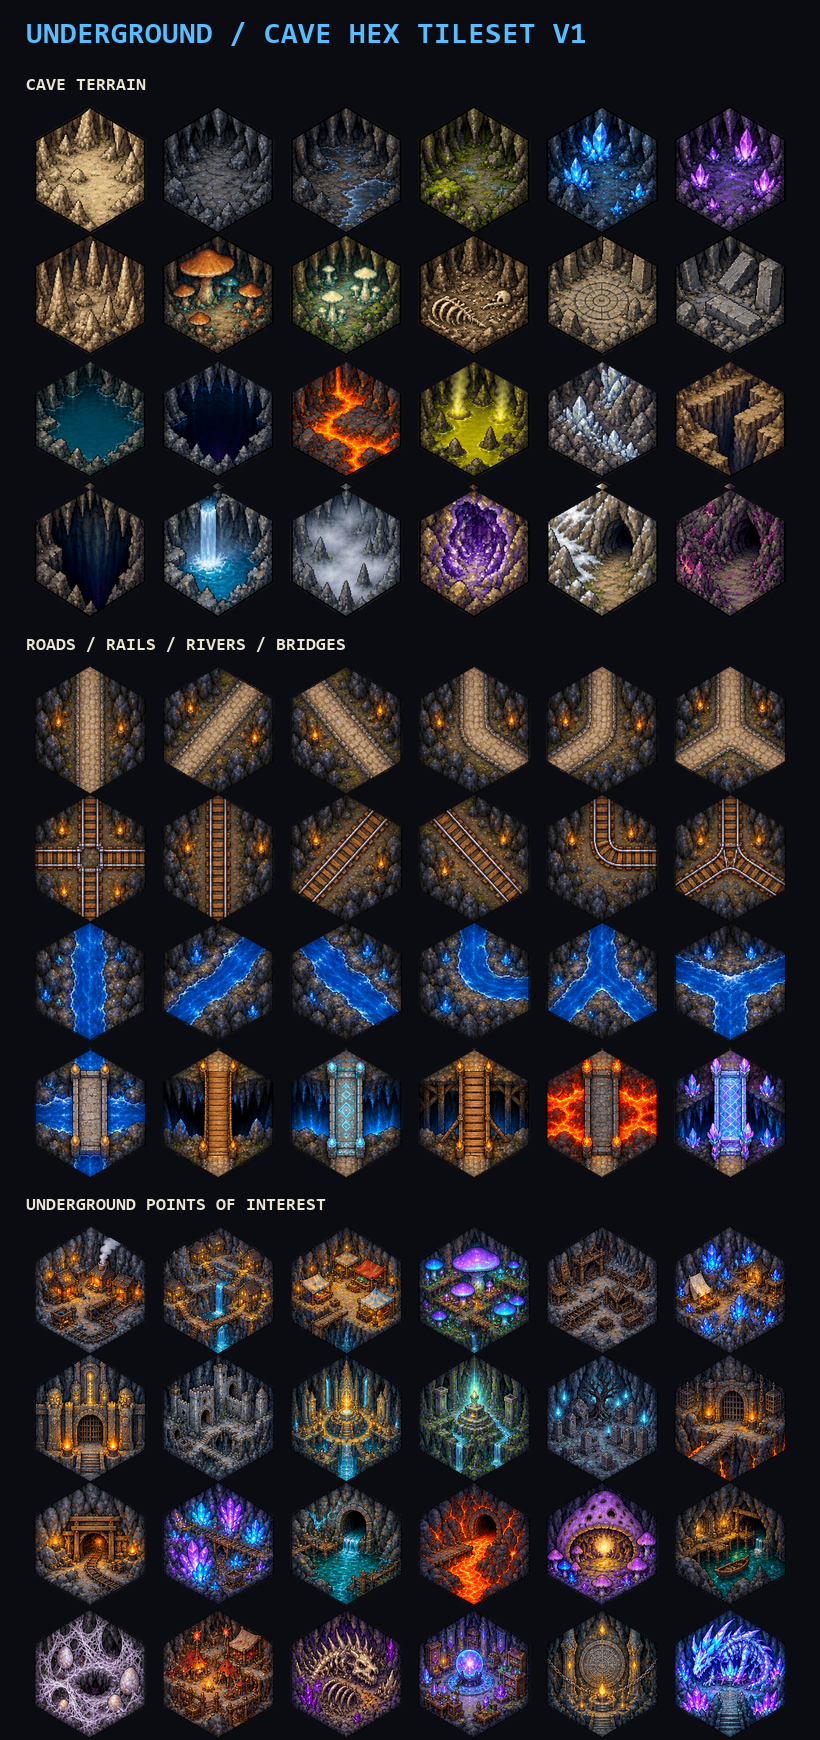 UNDERGROUND / CAVE HEX TILESET V1
CAVE TERRAIN
ROADS / RAILS / RIVERS / BRIDGES
UNDERGROUND POINTS OF INTEREST